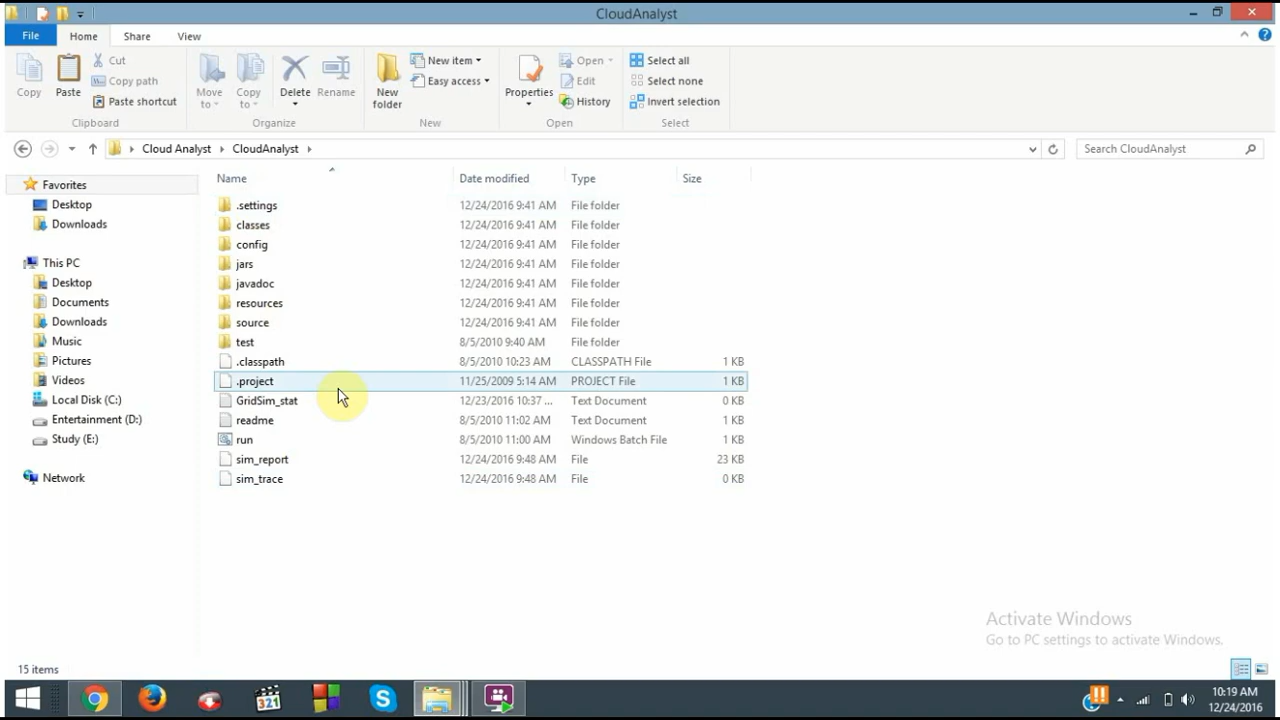 CloudAnalyst
File Home Share View
Copy Paste Cut Copy path Paste shortcut Move to Copy to Delete Rename New folder New item Easy access Properties Open Edit History Select all Select none Invert selection
Clipboard Organize New Open Select
Cloud Analyst CloudAnalyst Search CloudAnalyst
Name Date modified Type Size
Favorites
Desktop
Downloads
This PC
Desktop
Documents
Downloads
Music
Pictures
Videos
Local Disk (C:)
Entertainment (D:)
Study (E:)
Network
.settings 12/24/2016 9:41 AM File folder
classes 12/24/2016 9:41 AM File folder
config 12/24/2016 9:41 AM File folder
jars 12/24/2016 9:41 AM File folder
javadoc 12/24/2016 9:41 AM File folder
resources 12/24/2016 9:41 AM File folder
source 12/24/2016 9:41 AM File folder
test 8/5/2010 9:40 AM File folder
.classpath 8/5/2010 10:23 AM CLASSPATH File 1 KB
.project 11/25/2009 5:14 AM PROJECT File 1 KB
GridSim_stat 12/23/2016 10:37 ... Text Document 0 KB
readme 8/5/2010 11:02 AM Text Document 1 KB
run 8/5/2010 11:00 AM Windows Batch File 1 KB
sim_report 12/24/2016 9:48 AM File 23 KB
sim_trace 12/24/2016 9:48 AM File 0 KB
Activate Windows
Go to PC settings to activate Windows.
15 items
321
10:19 AM
12/24/2016